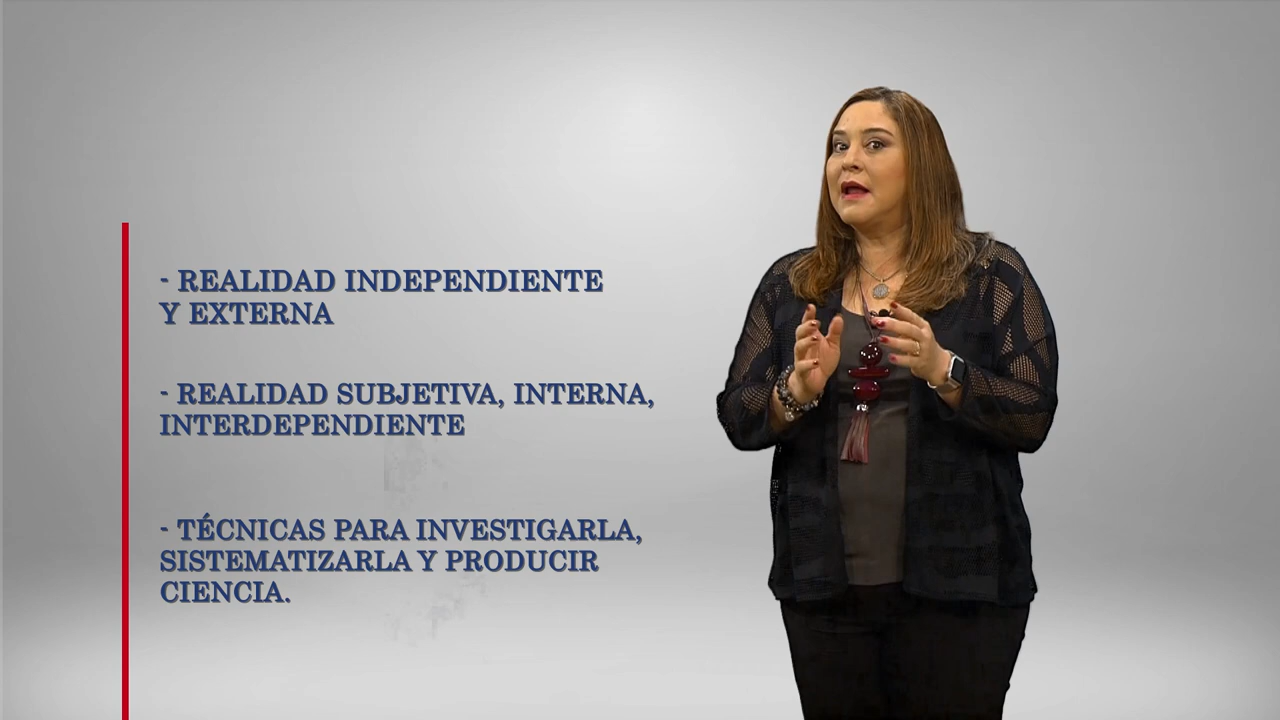 - REALIDAD INDEPENDIENTE
Y EXTERNA
- REALIDAD SUBJETIVA, INTERNA,
INTERDEPENDIENTE
- TÉCNICAS PARA INVESTIGARLA,
SISTEMATIZARLA Y PRODUCIR
CIENCIA.